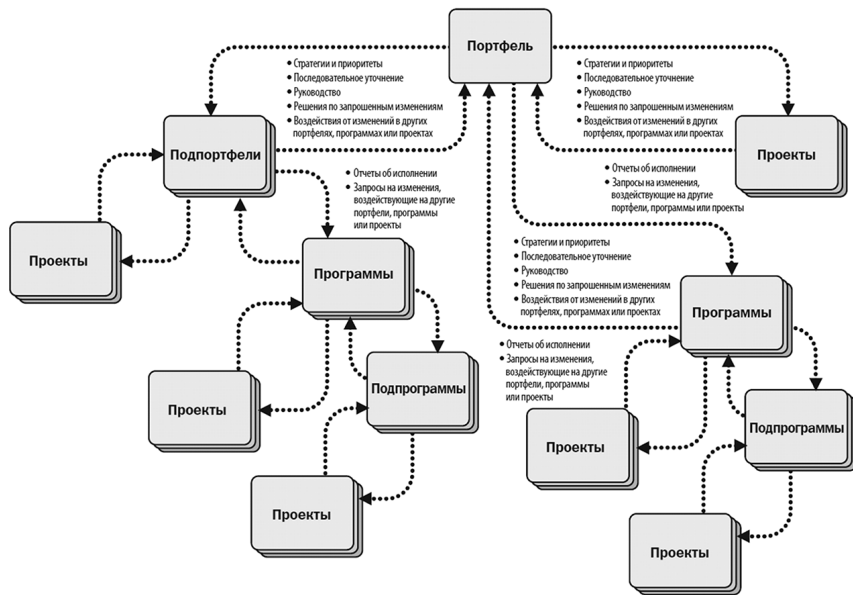 Портфель
• Стратегии и приоритеты
• Последовательное уточнение
• Руководство
• Решения по запрошенным изменениям
• Воздействия от изменений в других
портфелях, программах или проектах
• Стратегии и приоритеты
• Последовательное уточнение
• Руководство
• Решения по запрошенным изменениям
• Воздействия от изменений в других
портфелях, программах или проектах
Подпортфели
Проекты
• Отчеты об исполнении
• Запросы на изменения,
воздействующие на другие
портфели, программы
или проекты
• Отчеты об исполнении
• Запросы на изменения,
воздействующие на другие
портфели, программы или проекты
Проекты
Программы
• Стратегии и приоритеты
• Последовательное уточнение
• Руководство
• Решения по запрошенным изменениям
• Воздействия от изменений в других
портфелях, программах или проектах
Программы
• Отчеты об исполнении
• Запросы на изменения,
воздействующие на другие
портфели, программы
или проекты
Проекты
Подпрограммы
Проекты
Подпрограммы
Проекты
Проекты